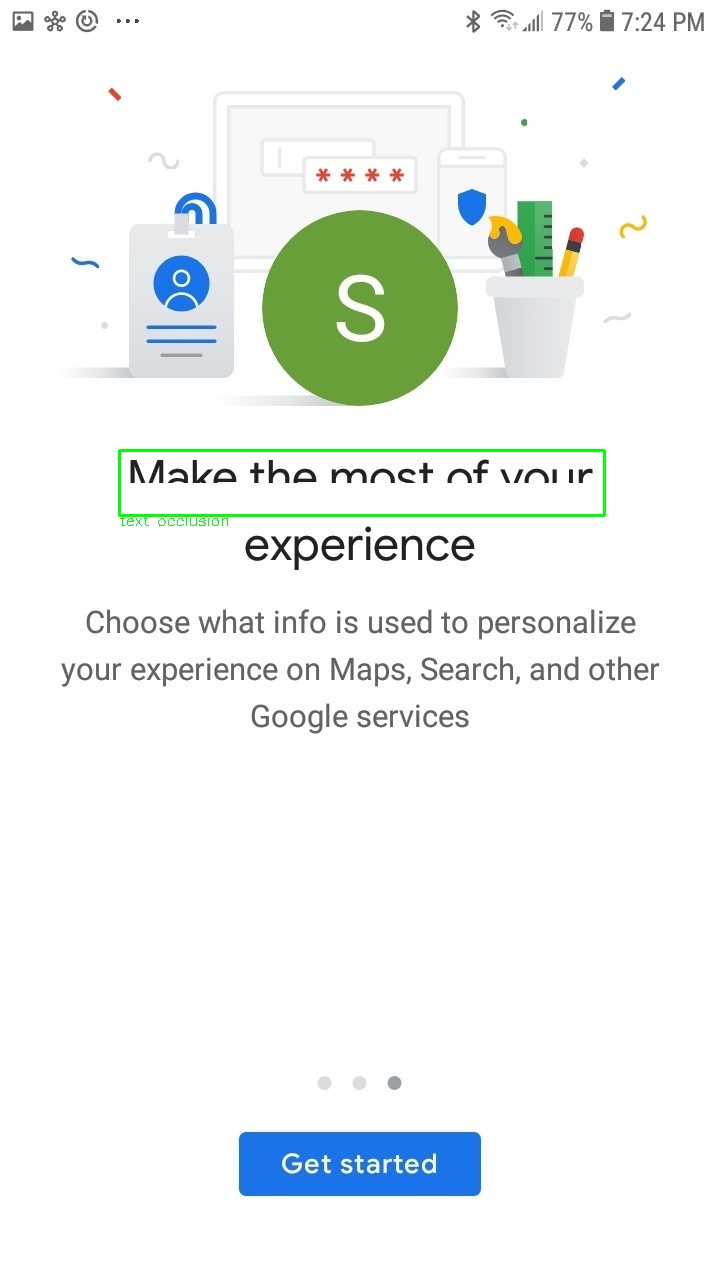 77% 7:24 PM
* * * *
S
Make the most of your
text occlusion
experience
Choose what info is used to personalize
your experience on Maps, Search, and other
Google services
Get started